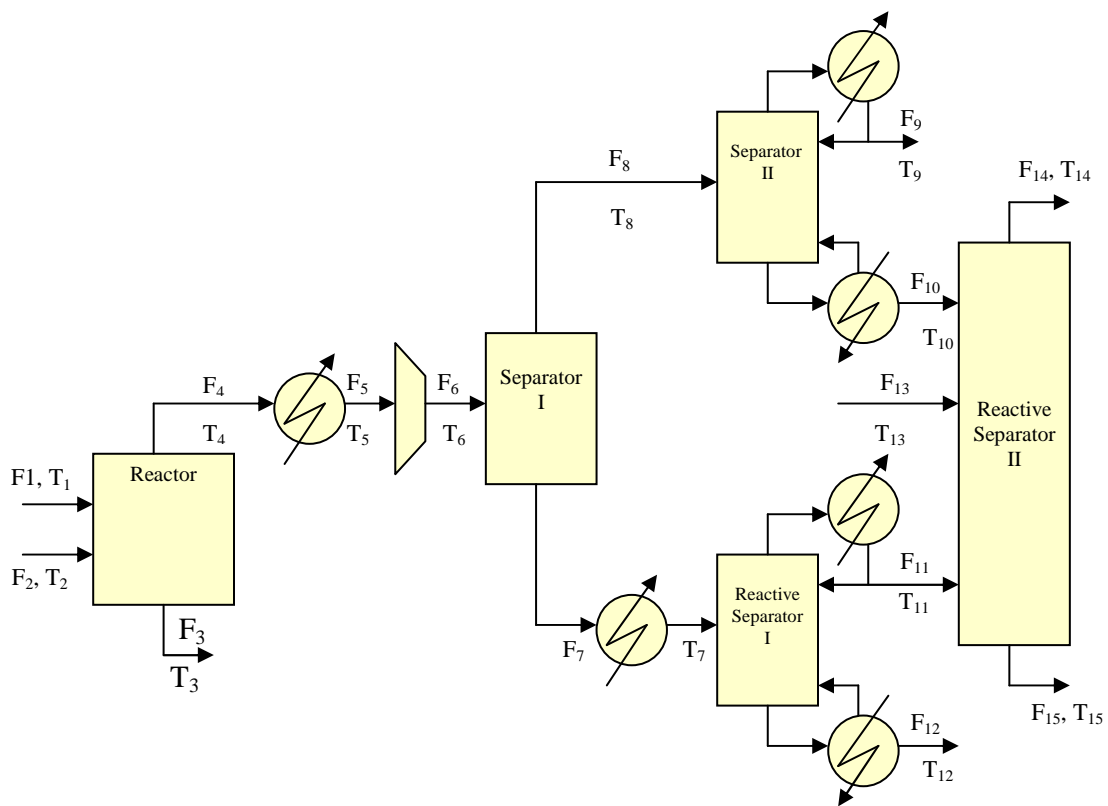 F₉
Separator
II
T₉
F₈
T₈
F₁₄, T₁₄
F₁₀
T₁₀
F₄
T₄
F₅
T₅
F₆
T₆
Separator
I
F₁₃
T₁₃
Reactive
Separator
II
Reactor
F1, T₁
F₂, T₂
F₃
T₃
F₇
T₇
Reactive
Separator
I
F₁₁
T₁₁
F₁₂
T₁₂
F₁₅, T₁₅